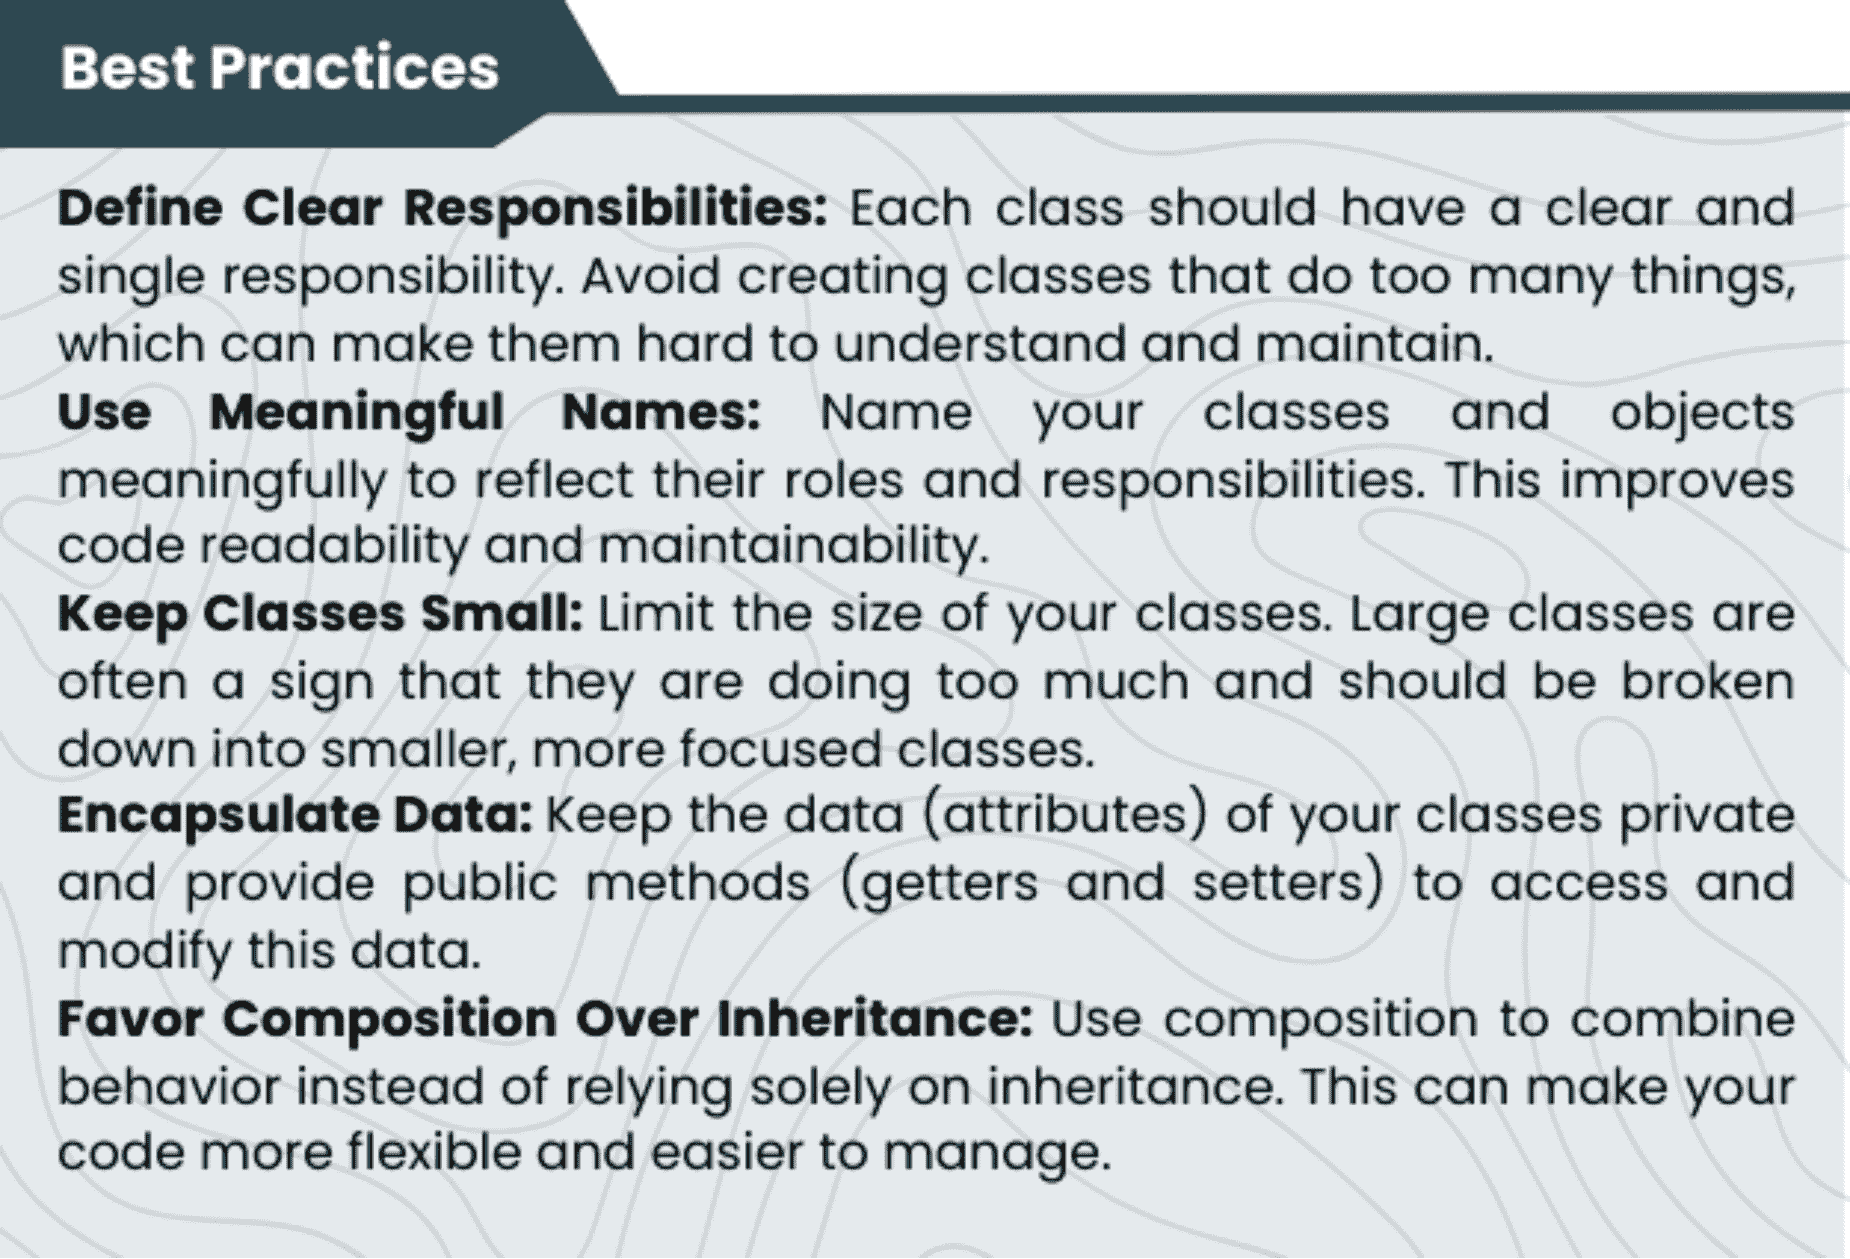 Best Practices
Define Clear Responsibilities: Each class should have a clear and
single responsibility. Avoid creating classes that do too many things,
which can make them hard to understand and maintain.
Use Meaningful Names: Name your classes and objects
meaningfully to reflect their roles and responsibilities. This improves
code readability and maintainability.
Keep Classes Small: Limit the size of your classes. Large classes are
often a sign that they are doing too much and should be broken
down into smaller, more focused classes.
Encapsulate Data: Keep the data (attributes) of your classes private
and provide public methods (getters and setters) to access and
modify this data.
Favor Composition Over Inheritance: Use composition to combine
behavior instead of relying solely on inheritance. This can make your
code more flexible and easier to manage.